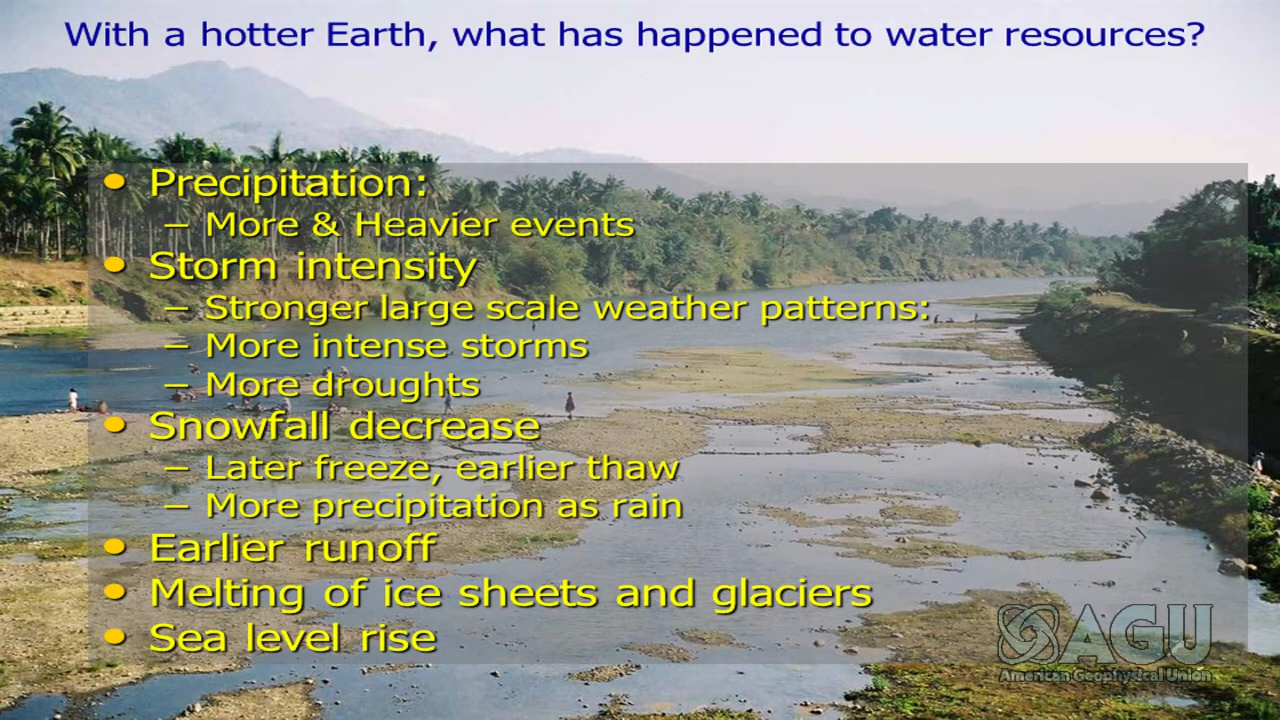 With a hotter Earth, what has happened to water resources?
• Precipitation:
– More & Heavier events
• Storm intensity
– Stronger large scale weather patterns:
– More intense storms
– More droughts
• Snowfall decrease
– Later freeze, earlier thaw
– More precipitation as rain
• Earlier runoff
• Melting of ice sheets and glaciers
• Sea level rise
AGU
American Geophysical Union